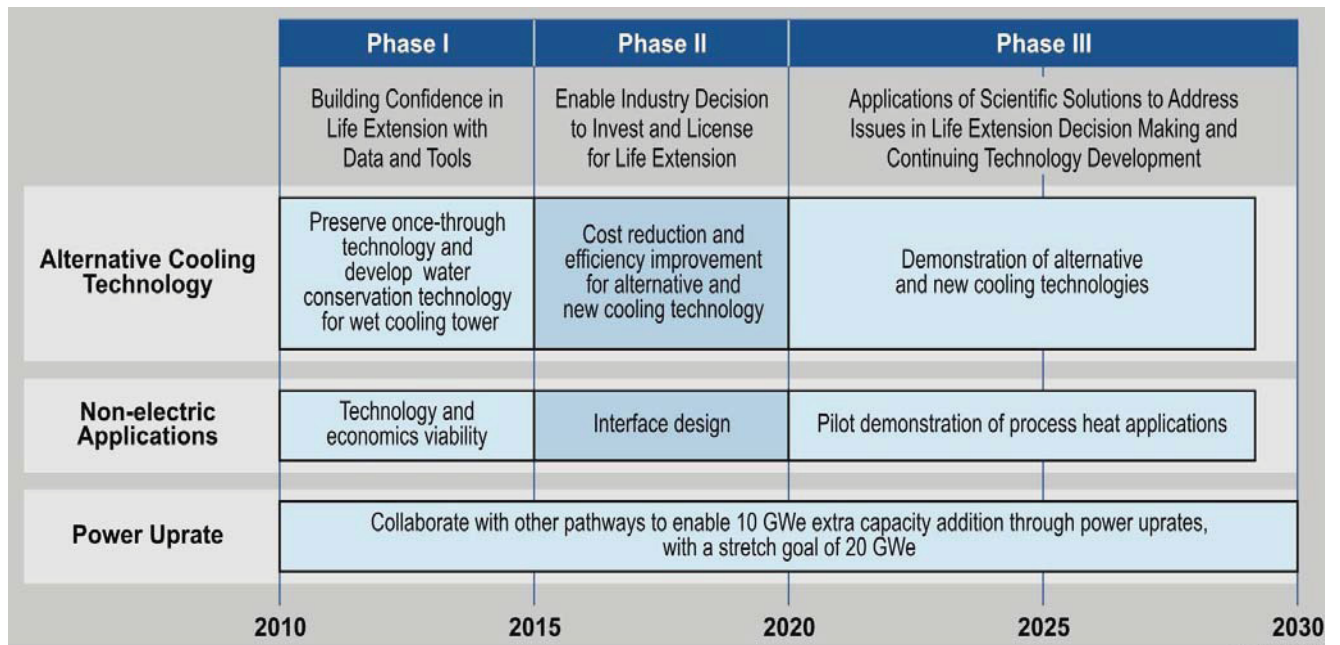 Phase I
Phase II
Phase III
Building Confidence in
Life Extension with
Data and Tools
Enable Industry Decision
to Invest and License
for Life Extension
Applications of Scientific Solutions to Address
Issues in Life Extension Decision Making and
Continuing Technology Development
Alternative Cooling
Technology
Preserve once-through
technology and
develop water
conservation technology
for wet cooling tower
Cost reduction and
efficiency improvement
for alternative and
new cooling technology
Demonstration of alternative
and new cooling technologies
Non-electric
Applications
Technology and
economics viability
Interface design
Pilot demonstration of process heat applications
Power Uprate
Collaborate with other pathways to enable 10 GWe extra capacity addition through power uprates,
with a stretch goal of 20 GWe
2010
2015
2020
2025
2030